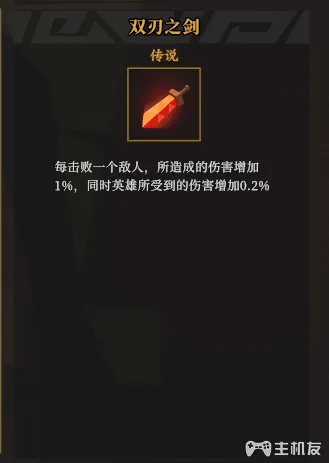 双刃之剑
传说
每击败一个敌人，所造成的伤害增加
1%，同时英雄所受到的伤害增加0.2%
主机友